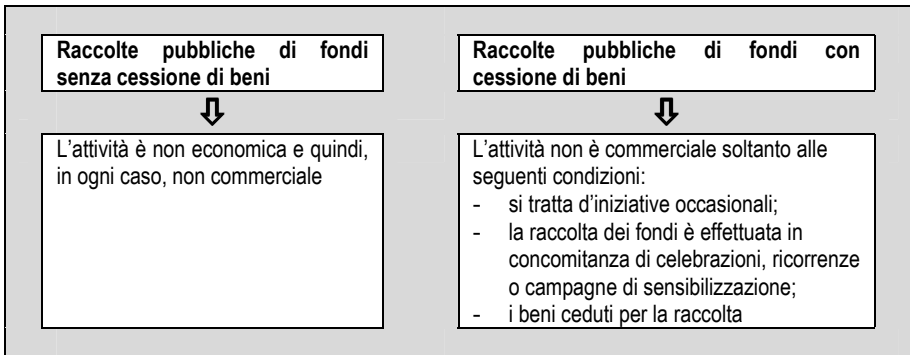 Raccolte pubbliche di fondi
senza cessione di beni
L'attività è non economica e quindi,
in ogni caso, non commerciale
Raccolte pubbliche di fondi con
cessione di beni
L'attività non è commerciale soltanto alle
seguenti condizioni:
- si tratta d'iniziative occasionali;
- la raccolta dei fondi è effettuata in
concomitanza di celebrazioni, ricorrenze
o campagne di sensibilizzazione;
- i beni ceduti per la raccolta